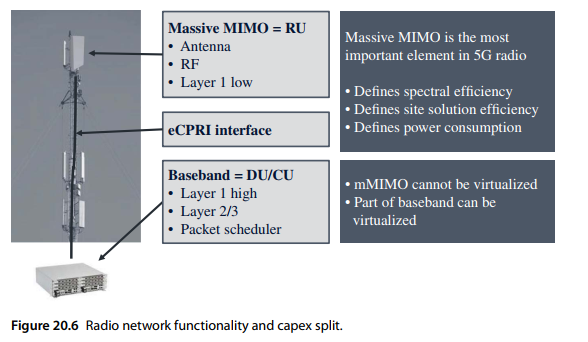 Massive MIMO = RU
• Antenna
• RF
• Layer 1 low
eCPRI interface
Baseband = DU/CU
• Layer 1 high
• Layer 2/3
• Packet scheduler
Massive MIMO is the most
important element in 5G radio
• Defines spectral efficiency
• Defines site solution efficiency
• Defines power consumption
• mMIMO cannot be virtualized
• Part of baseband can be
virtualized
Figure 20.6 Radio network functionality and capex split.